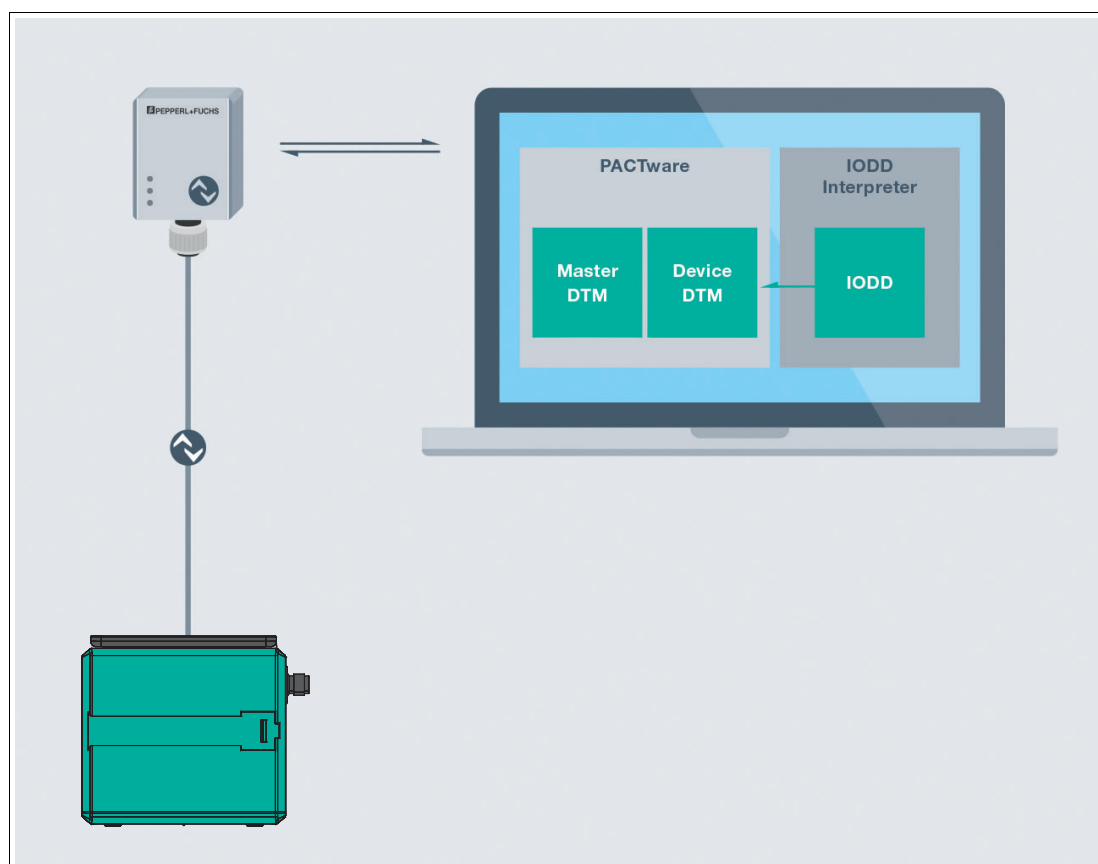 PEPPERL+FUCHS
PACTware
IODD
Interpreter
Master
DTM
Device
DTM
IODD